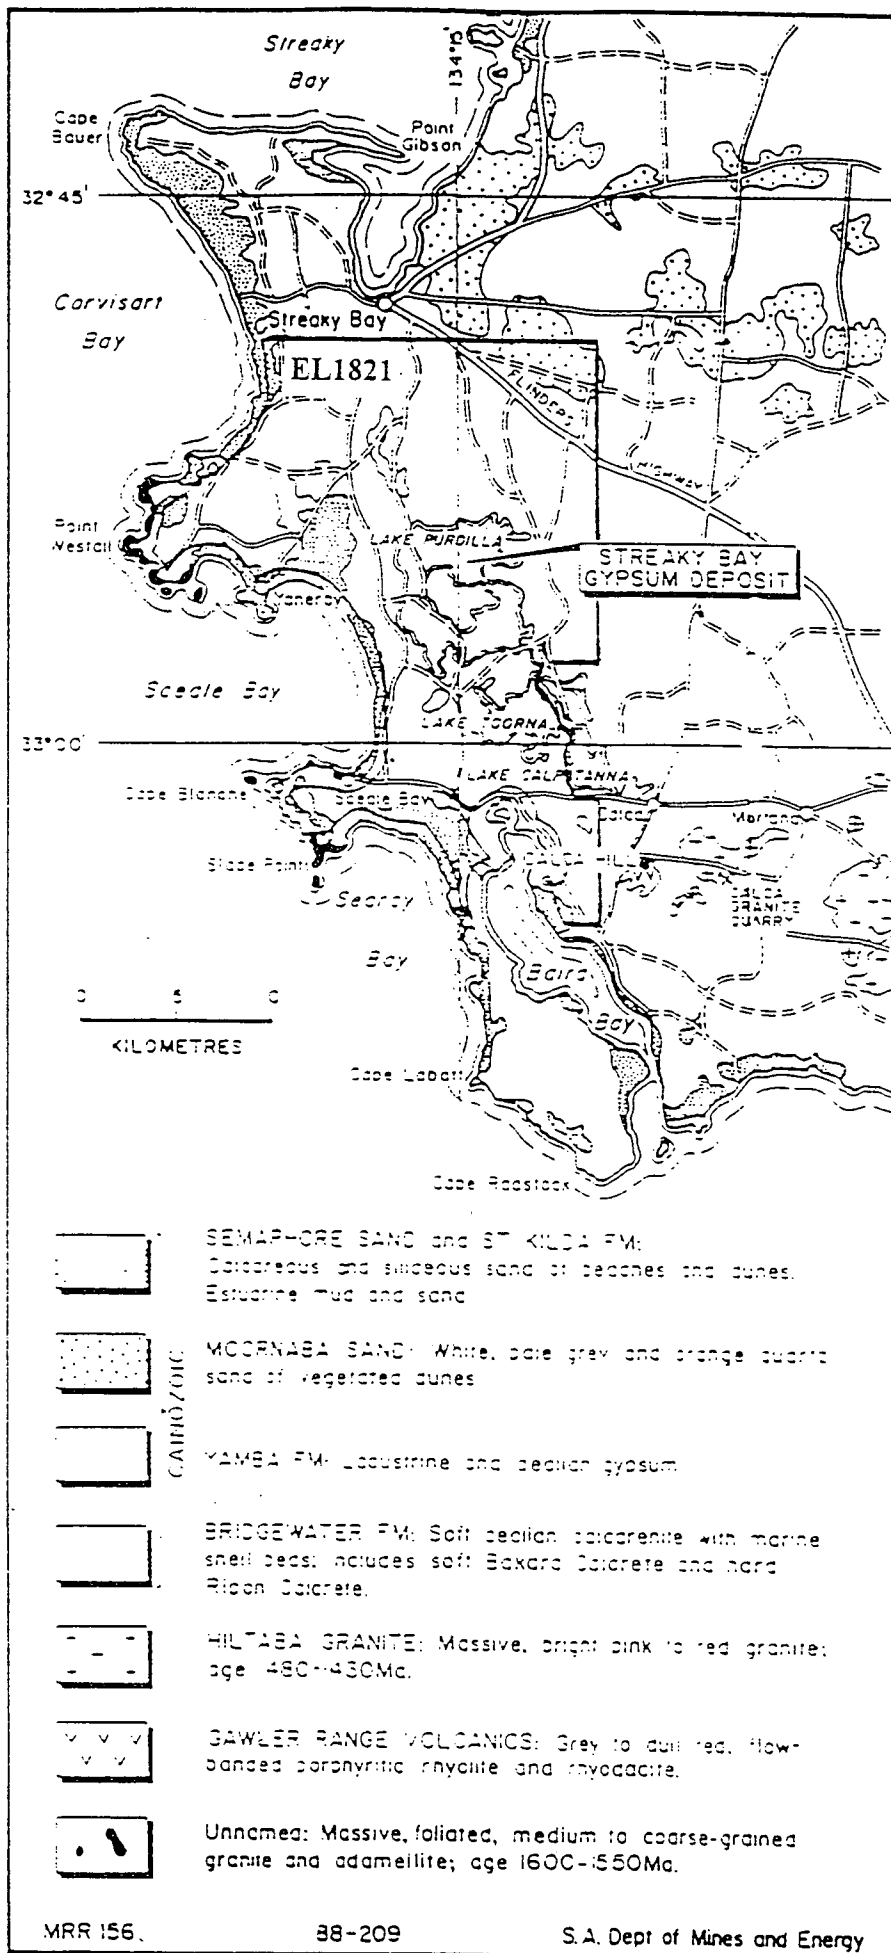 Streaky
Bay
134°15'
Cape
Bauer
Point
Gibson
32°45'
Corvisart
Bay
Streaky Bay
EL1821
FLINDERS
HIGHWAY
Point
Westall
LAKE PURDILLA
STREAKY BAY
GYPSUM DEPOSIT
Yanerby
Sceale Bay
LAKE TOORNA
33°00'
LAKE CALPATANNA
Cape Blanche
Sceale Bay
Calca
Mortana
Slade Point
CALCA HILL
Searcy
Bay
CALCA
GRANITE
QUARRY
Baird
Bay
0 5
KILOMETRES
Cape Labatt
Cape Radstock
SEMAPHORE SAND and ST KILDA FM:
Calcareous and siliceous sand of beaches and dunes.
Estuarine mud and sand
MOORNABA SAND: White, pale grey and orange quartz
sand of vegetated dunes
CAINOZOIC
YAMBA FM: Lacustrine and aeolian gypsum
BRIDGEWATER FM: Soft aeolian calcarenite with marine
shell beds; includes soft Bakara Calcrete and hard
Ripon Calcrete.
HILTABA GRANITE: Massive, bright pink to red granite;
age
GAWLER RANGE VOLCANICS: Grey to dull red, flow-
banded porphyritic rhyolite and rhyodacite.
Unnamed: Massive, foliated, medium to coarse-grained
granite and adamellite; age 1600-1550Ma.
MRR 156.
88-209
S.A. Dept of Mines and Energy